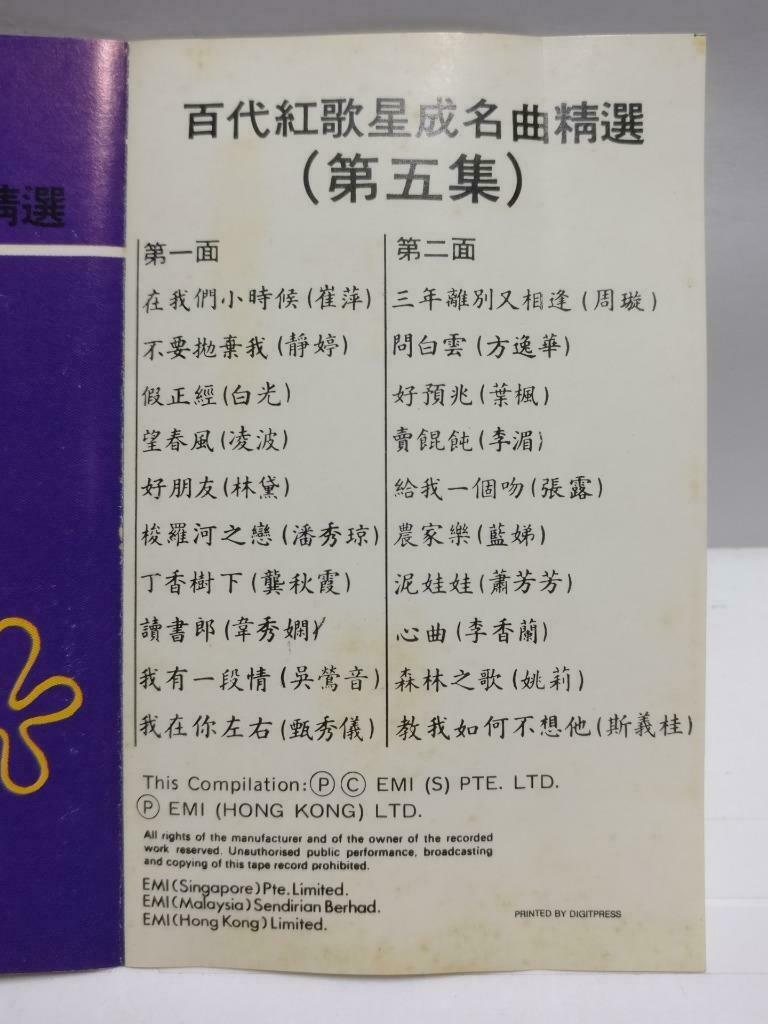 精選
百代紅歌星成名曲精選
(第五集)
第一面
在我們小時候(崔萍)
不要拋棄我(靜婷)
假正經(白光)
望春風(凌波)
好朋友(林黛)
梭羅河之戀(潘秀琼)
丁香樹下(龔秋霞)
讀書郎(韋秀嫻)
我有一段情(吳鶯音)
我在你左右(甄秀儀)
第二面
三年離別又相逢(周璇)
問白雲(方逸華)
好預兆(葉楓)
賣餛飩(李湄)
給我一個吻(張露)
農家樂(藍娣)
泥娃娃(蕭芳芳)
心曲(李香蘭)
森林之歌(姚莉)
教我如何不想他(斯義桂)
This Compilation: Ⓟ Ⓒ EMI (S) PTE. LTD.
Ⓟ EMI (HONG KONG) LTD.
All rights of the manufacturer and of the owner of the recorded
work reserved. Unauthorised public performance, broadcasting
and copying of this tape record prohibited.
EMI (Singapore) Pte. Limited.
EMI (Malaysia) Sendirian Berhad.
EMI (Hong Kong) Limited.
PRINTED BY DIGITPRESS